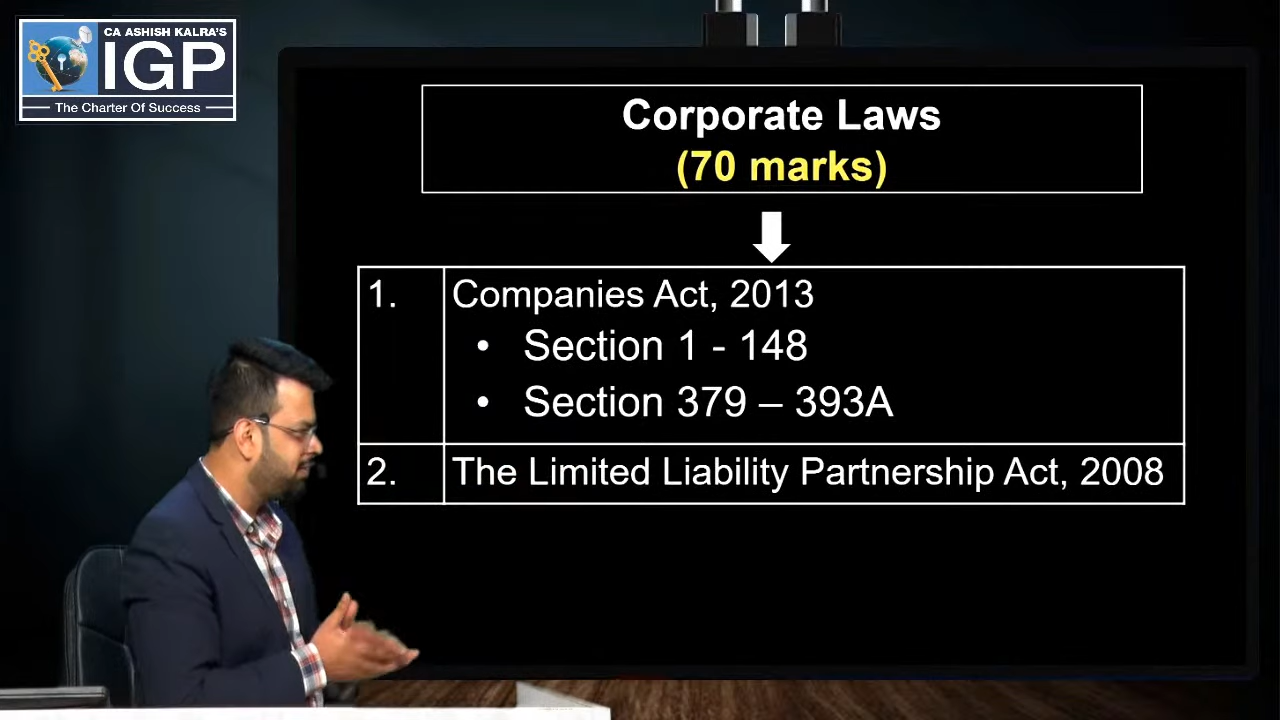 CA ASHISH KALRA'S
IGP
The Charter Of Success
Corporate Laws
(70 marks)
1. Companies Act, 2013
• Section 1 - 148
• Section 379 – 393A
2. The Limited Liability Partnership Act, 2008